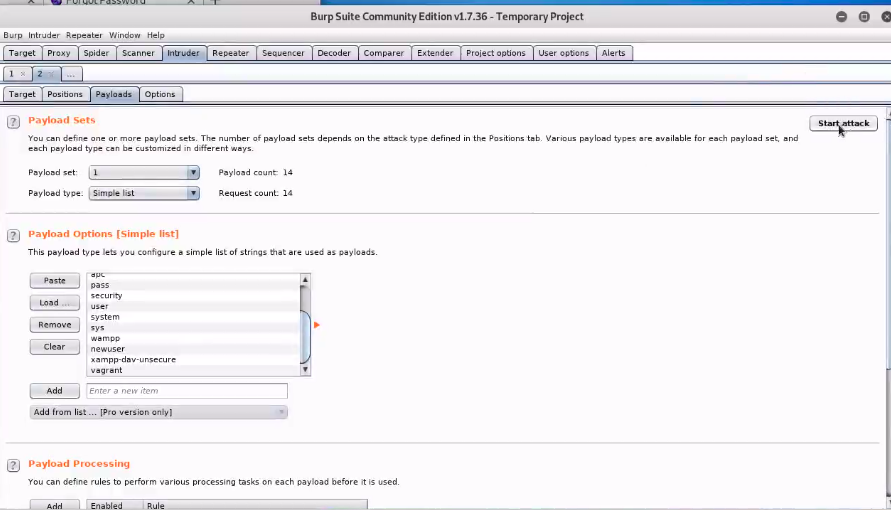 Forgot Password
Burp Suite Community Edition v1.7.36 - Temporary Project
Burp Intruder Repeater Window Help
Target Proxy Spider Scanner Intruder Repeater Sequencer Decoder Comparer Extender Project options User options Alerts
1 × 2 × ...
Target Positions Payloads Options
? Payload Sets
Start attack
You can define one or more payload sets. The number of payload sets depends on the attack type defined in the Positions tab. Various payload types are available for each payload set, and
each payload type can be customized in different ways.
Payload set: 1 Payload count: 14
Payload type: Simple list Request count: 14
? Payload Options [Simple list]
This payload type lets you configure a simple list of strings that are used as payloads.
Paste
Load ...
Remove
Clear
apc
pass
security
user
system
sys
wampp
newuser
xampp-dav-unsecure
vagrant
Add Enter a new item
Add from list ... [Pro version only]
? Payload Processing
You can define rules to perform various processing tasks on each payload before it is used.
Add Enabled Rule